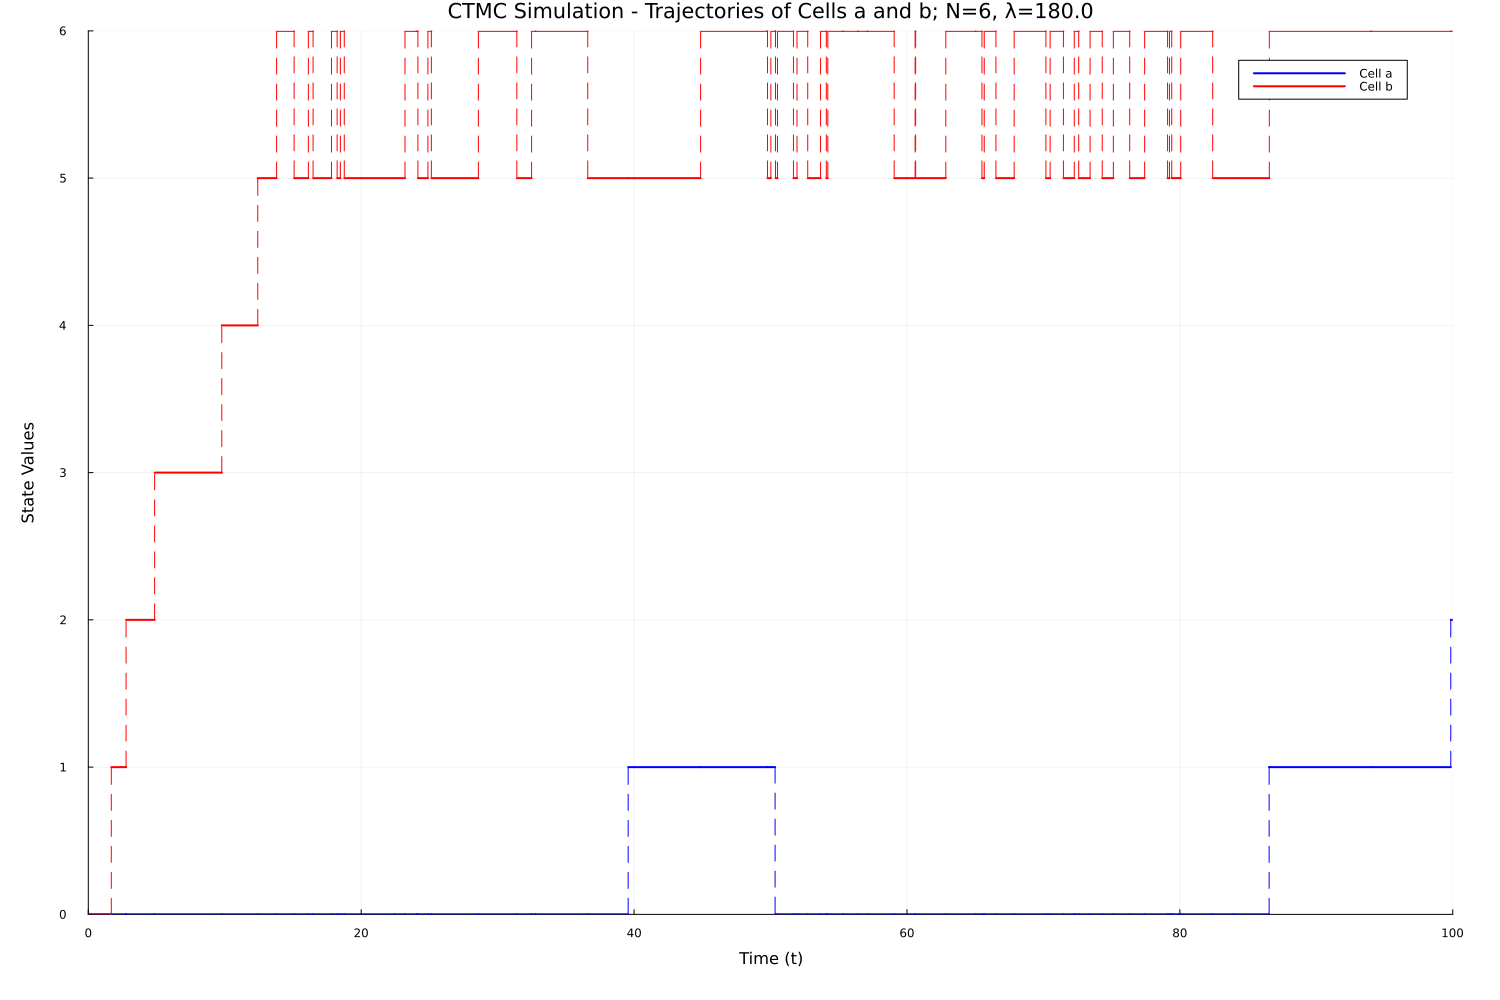 CTMC Simulation - Trajectories of Cells a and b; N=6, λ=180.0
6
Cell a
Cell b
5
4
State Values
3
2
1
0
0 20 40 60 80 100
Time (t)